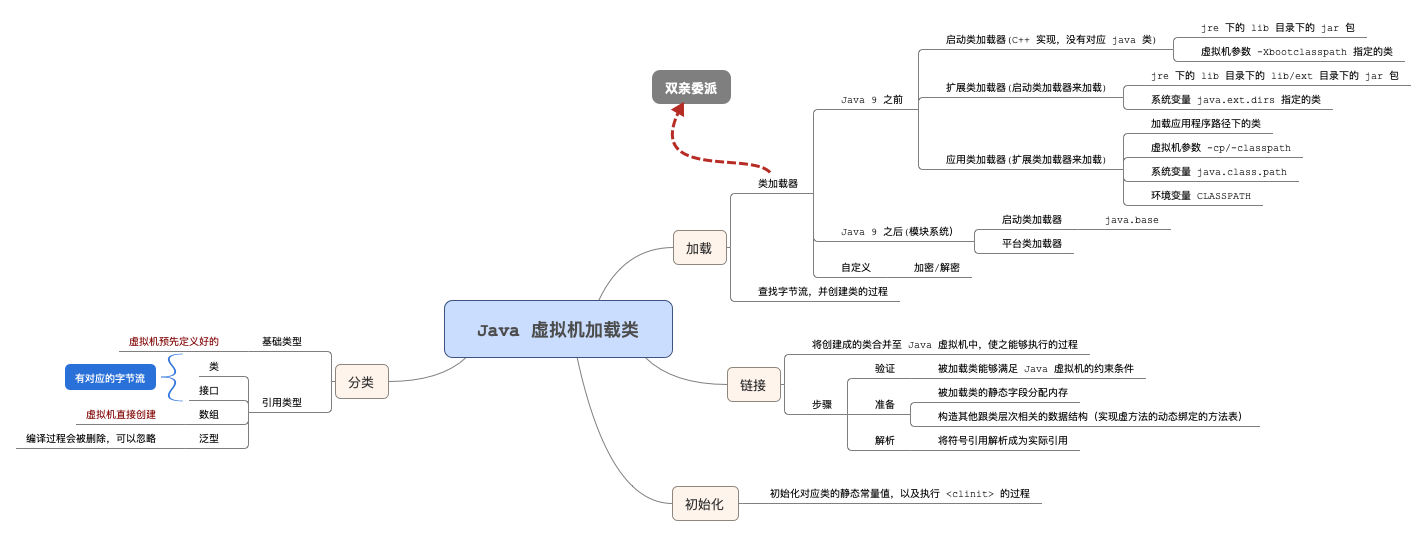 Java 虚拟机加载类
加载
类加载器
双亲委派
Java 9 之前
启动类加载器(C++ 实现，没有对应 java 类)
jre 下的 lib 目录下的 jar 包
虚拟机参数 -Xbootclasspath 指定的类
扩展类加载器(启动类加载器来加载)
jre 下的 lib 目录下的 lib/ext 目录下的 jar 包
系统变量 java.ext.dirs 指定的类
应用类加载器(扩展类加载器来加载)
加载应用程序路径下的类
虚拟机参数 -cp/-classpath
系统变量 java.class.path
环境变量 CLASSPATH
Java 9 之后(模块系统)
启动类加载器
java.base
平台类加载器
自定义
加密/解密
查找字节流，并创建类的过程
链接
将创建成的类合并至 Java 虚拟机中，使之能够执行的过程
步骤
验证
被加载类能够满足 Java 虚拟机的约束条件
准备
被加载类的静态字段分配内存
构造其他跟类层次相关的数据结构（实现虚方法的动态绑定的方法表）
解析
将符号引用解析成为实际引用
初始化
初始化对应类的静态常量值，以及执行 <clinit> 的过程
分类
基础类型
虚拟机预先定义好的
引用类型
类
接口
有对应的字节流
数组
虚拟机直接创建
泛型
编译过程会被删除，可以忽略